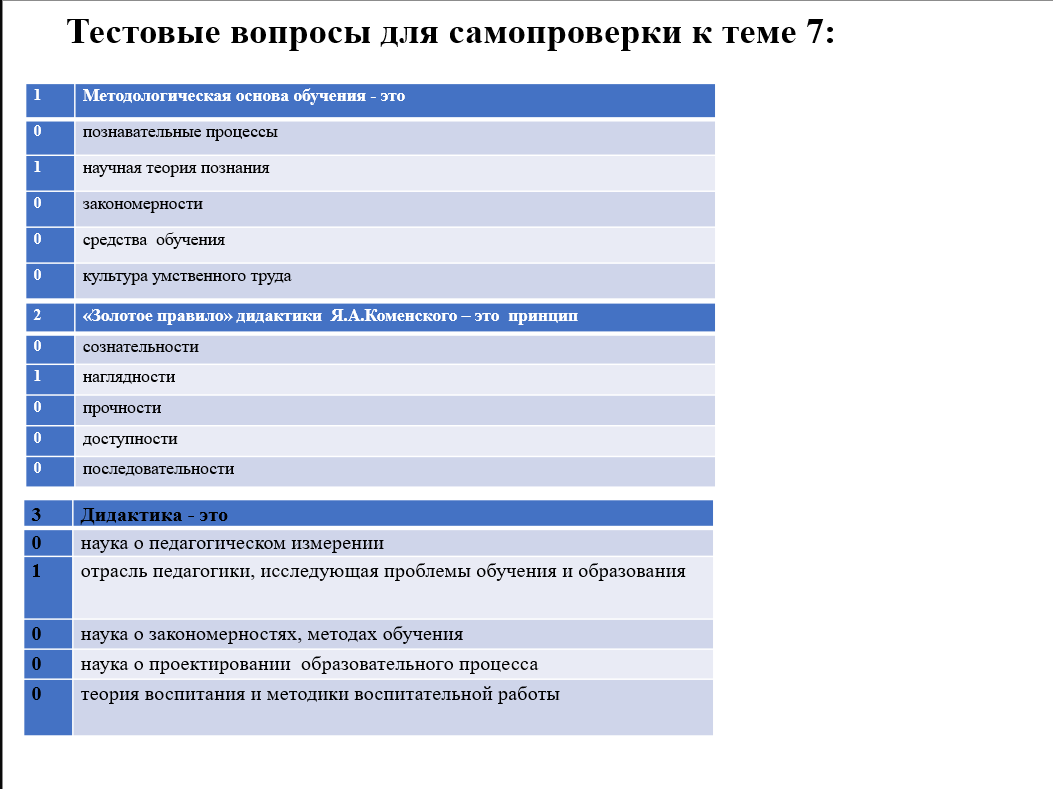 Тестовые вопросы для самопроверки к теме 7:
1 Методологическая основа обучения - это
0 познавательные процессы
1 научная теория познания
0 закономерности
0 средства  обучения
0 культура умственного труда
2 «Золотое правило» дидактики  Я.А.Коменского – это  принцип
0 сознательности
1 наглядности
0 прочности
0 доступности
0 последовательности
3 Дидактика - это
0 наука о педагогическом измерении
1 отрасль педагогики, исследующая проблемы обучения и образования
0 наука о закономерностях, методах обучения
0 наука о проектировании  образовательного процесса
0 теория воспитания и методики воспитательной работы